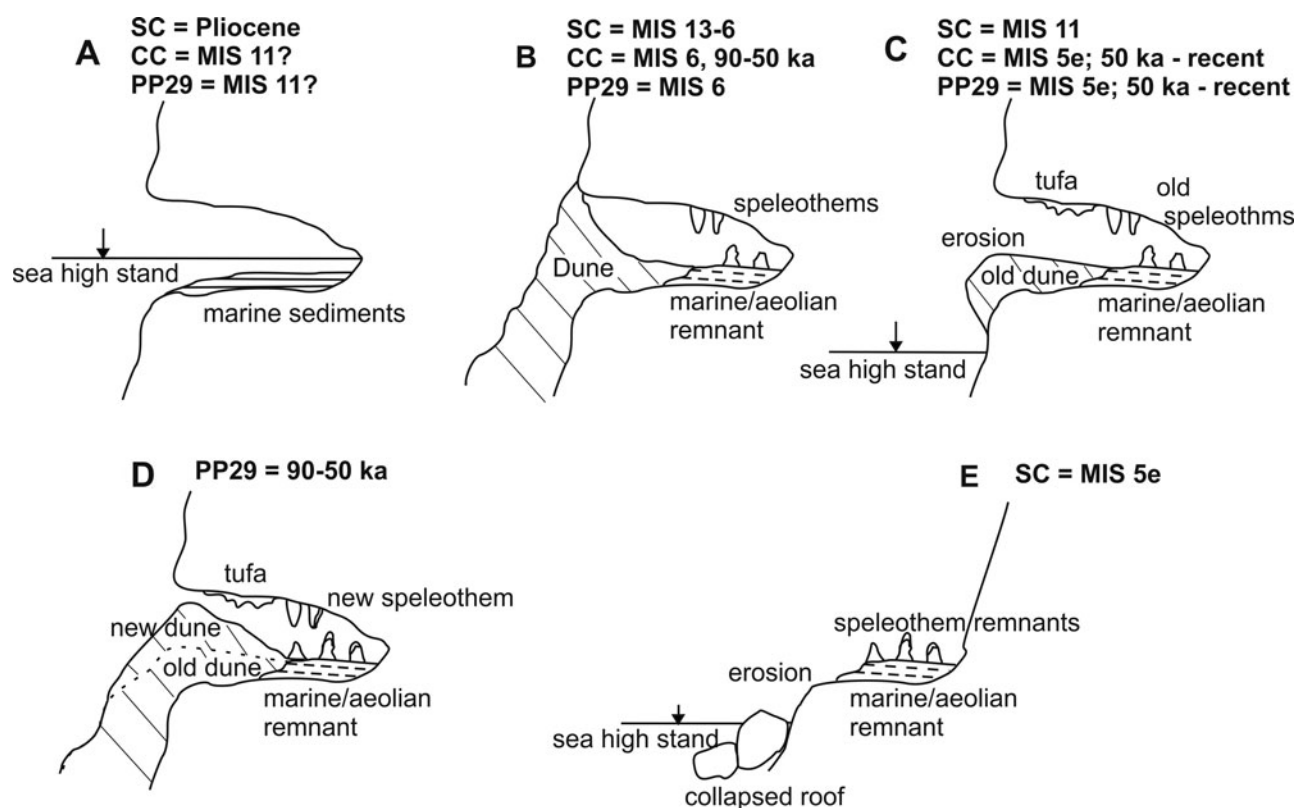 A
SC = Pliocene
CC = MIS 11?
PP29 = MIS 11?
sea high stand
marine sediments
B
SC = MIS 13-6
CC = MIS 6, 90-50 ka
PP29 = MIS 6
speleothems
Dune
marine/aeolian
remnant
C
SC = MIS 11
CC = MIS 5e; 50 ka - recent
PP29 = MIS 5e; 50 ka - recent
tufa
old
speleothms
erosion
old dune
marine/aeolian
remnant
sea high stand
D
PP29 = 90-50 ka
tufa
new speleothem
new dune
old dune
marine/aeolian
remnant
E
SC = MIS 5e
speleothem remnants
erosion
marine/aeolian
remnant
sea high stand
collapsed roof